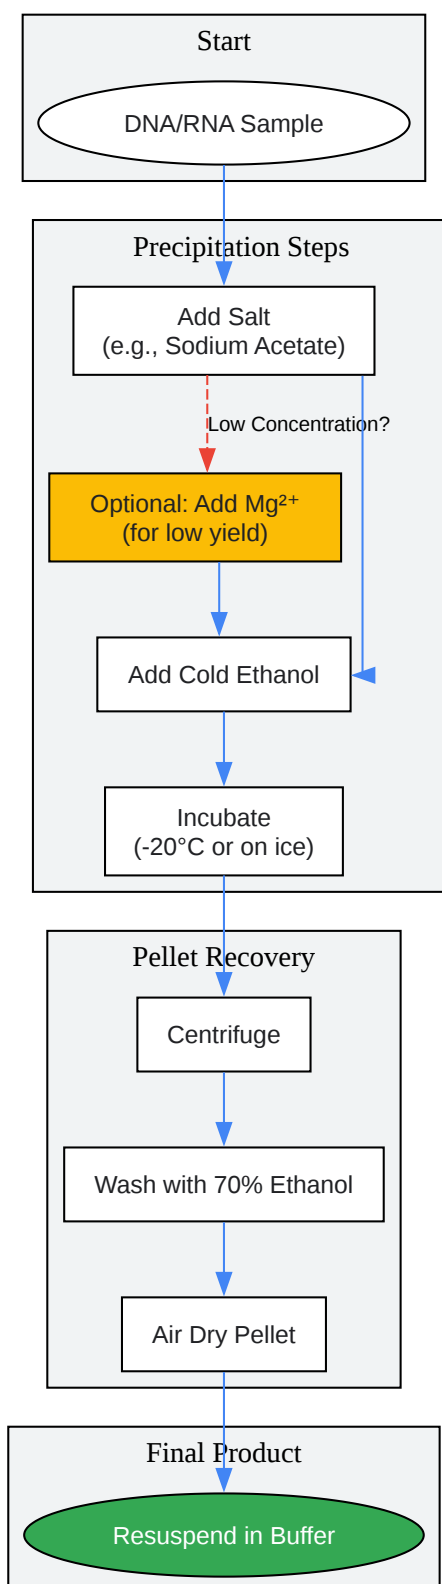 Start
DNA/RNA Sample
Precipitation Steps
Add Salt
(e.g., Sodium Acetate)
Low Concentration?
Optional: Add Mg²⁺
(for low yield)
Add Cold Ethanol
Incubate
(-20°C or on ice)
Pellet Recovery
Centrifuge
Wash with 70% Ethanol
Air Dry Pellet
Final Product
Resuspend in Buffer